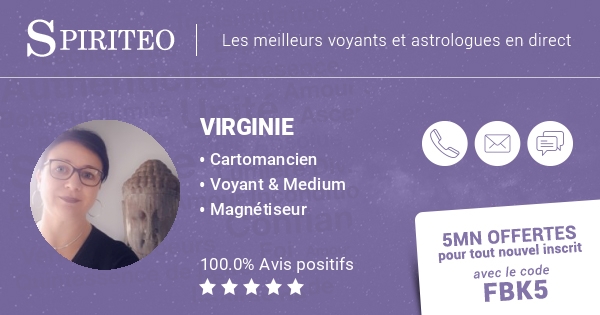 SPIRITEO
Les meilleurs voyants et astrologues en direct
VIRGINIE
• Cartomancien
• Voyant & Medium
• Magnétiseur
100.0% Avis positifs
5MN OFFERTES
pour tout nouvel inscrit
avec le code
FBK5